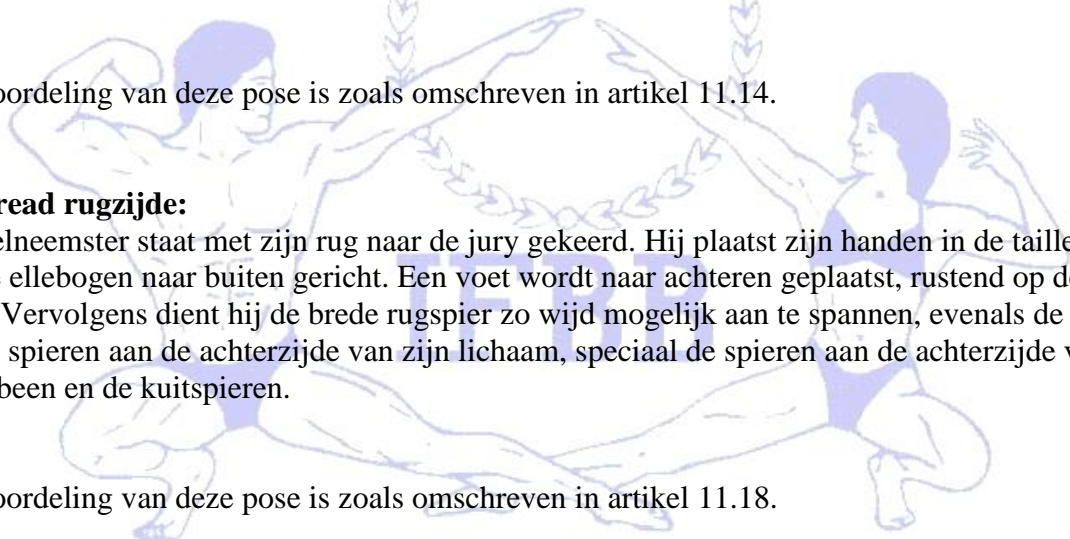 oordeling van deze pose is zoals omschreven in artikel 11.14.
read rugzijde:
elneemster staat met zijn rug naar de jury gekeerd. Hij plaatst zijn handen in de taille
ellebogen naar buiten gericht. Een voet wordt naar achteren geplaatst, rustend op de
Vervolgens dient hij de brede rugspier zo wijd mogelijk aan te spannen, evenals de
spieren aan de achterzijde van zijn lichaam, speciaal de spieren aan de achterzijde v
been en de kuitspieren.
IFBB
oordeling van deze pose is zoals omschreven in artikel 11.18.